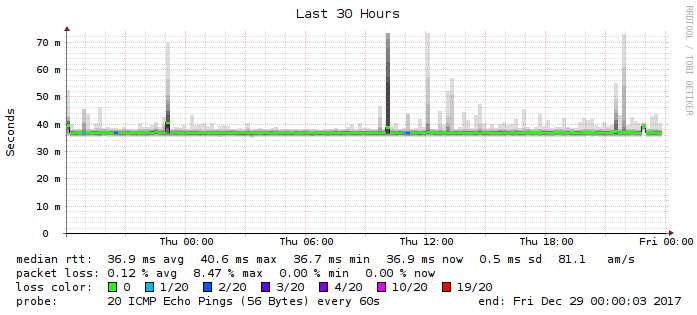 Last 30 Hours
RRDTOOL / TOBI OETIKER
Seconds
70 m
60 m
50 m
40 m
30 m
20 m
10 m
0
Thu 00:00 Thu 06:00 Thu 12:00 Thu 18:00 Fri 00:00
median rtt: 36.9 ms avg 40.6 ms max 36.7 ms min 36.9 ms now 0.5 ms sd 81.1 am/s
packet loss: 0.12 % avg 8.47 % max 0.00 % min 0.00 % now
loss color: 0 1/20 2/20 3/20 4/20 10/20 19/20
probe: 20 ICMP Echo Pings (56 Bytes) every 60s end: Fri Dec 29 00:00:03 2017